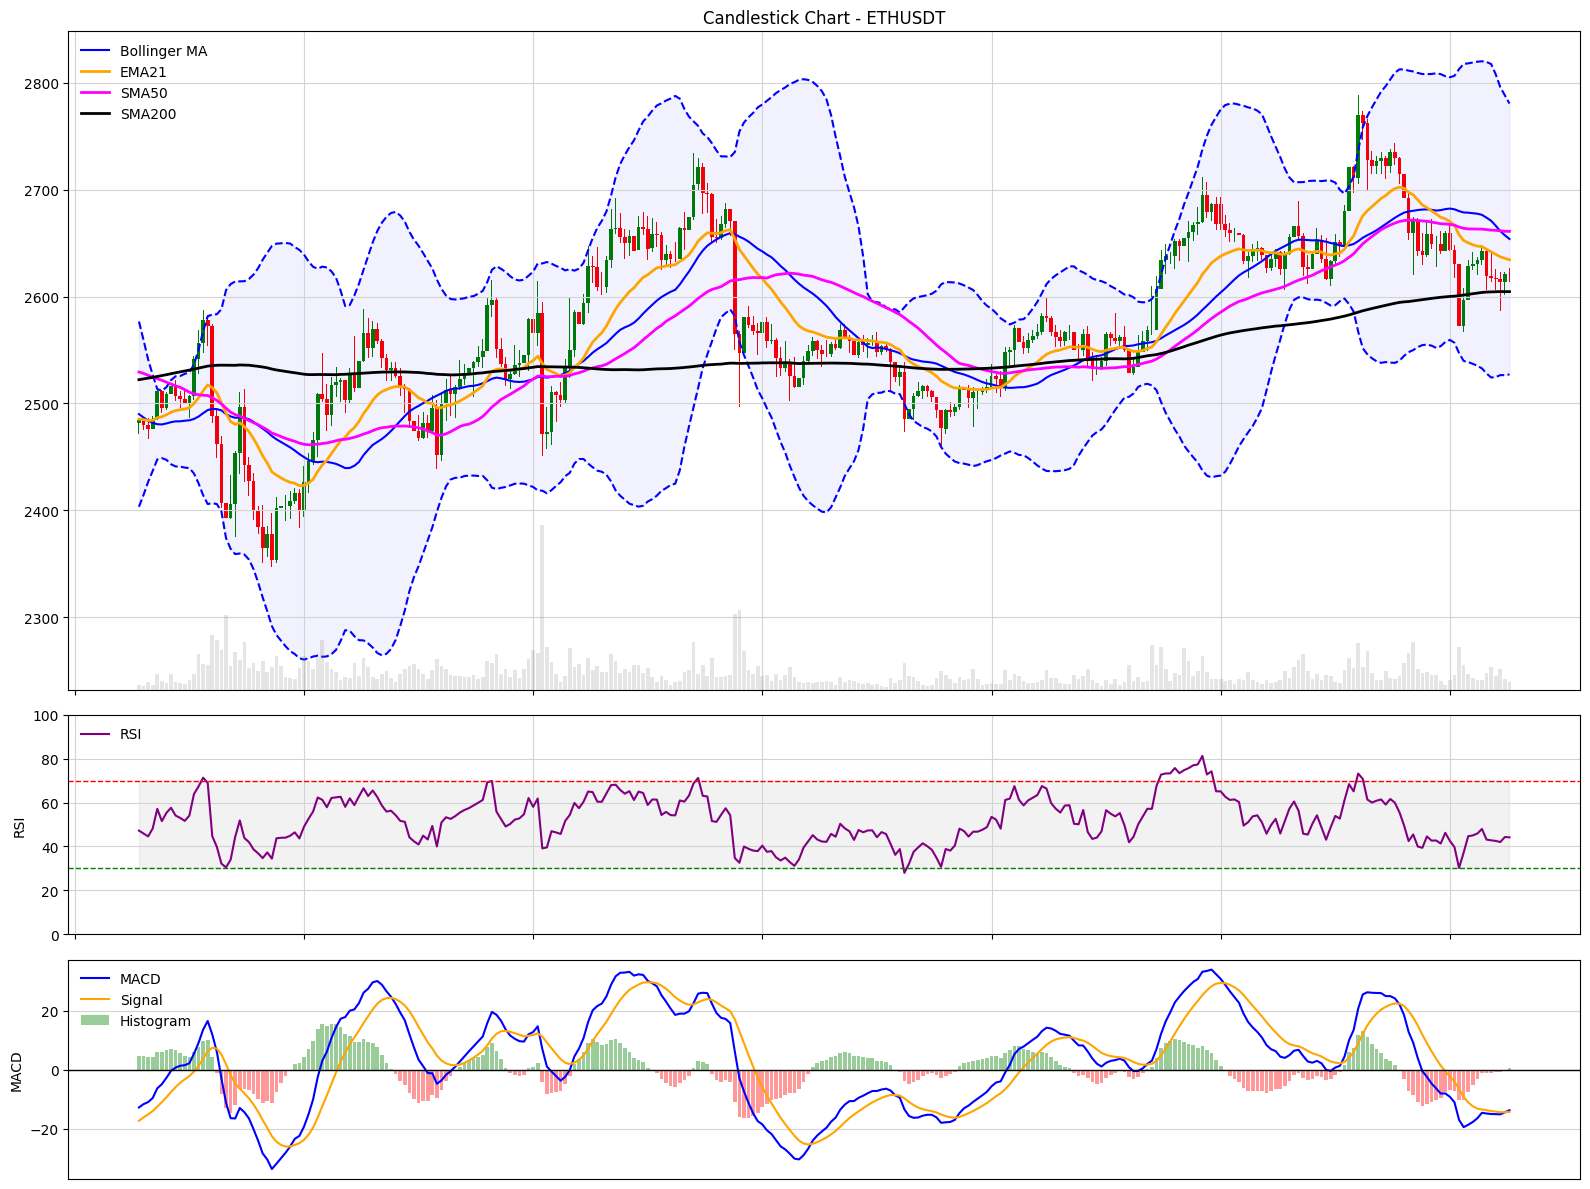 Candlestick Chart - ETHUSDT
Bollinger MA
EMA21
SMA50
SMA200
2800
2700
2600
2500
2400
2300
RSI
100
80
60
40
20
0
RSI
MACD
Signal
Histogram
20
0
−20
MACD